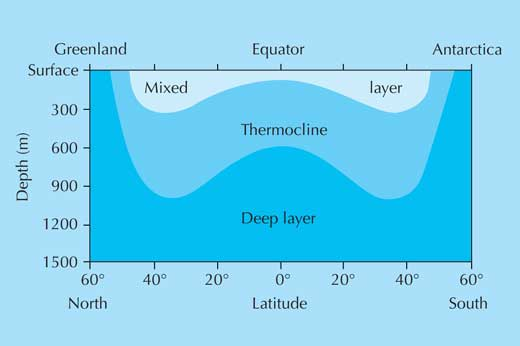 Greenland Equator Antarctica
Surface
Mixed layer
300
Thermocline
600
900
Deep layer
1200
1500
Depth (m)
60° 40° 20° 0° 20° 40° 60°
North Latitude South